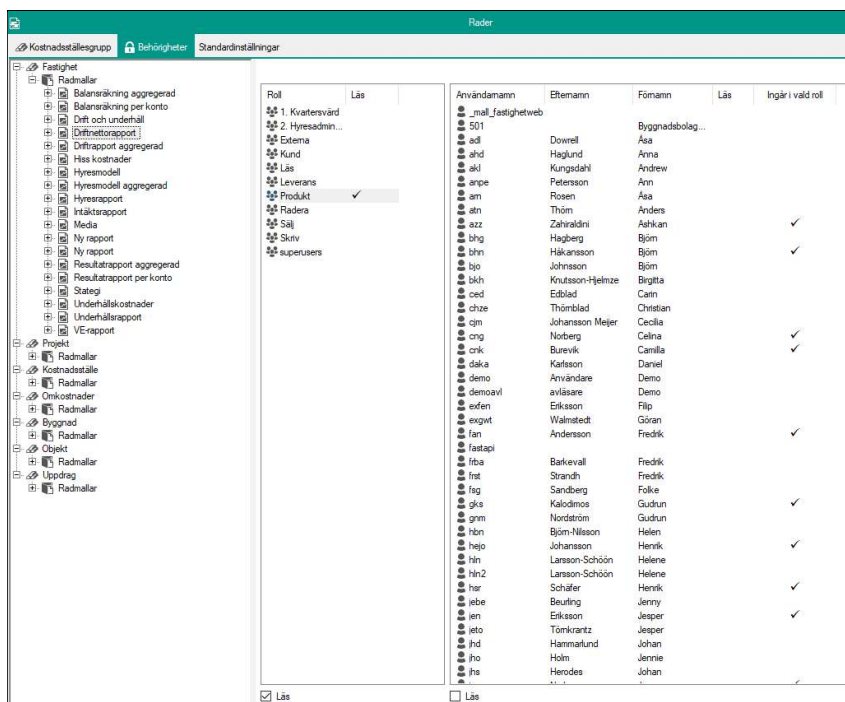 Rader
Kostnadsställesgrupp Behörigheter Standardinställningar
Fastighet
Radmallar
Balansräkning aggregerad
Balansräkning per konto
Drift och underhåll
Driftnettorapport
Driftrapport aggregerad
Hiss kostnader
Hyresmodell
Hyresmodell aggregerad
Hyresrapport
Intäktsrapport
Media
Ny rapport
Ny rapport
Resultatrapport aggregerad
Resultatrapport per konto
Stategi
Underhållskostnader
Underhållsrapport
VE-rapport
Projekt
Radmallar
Kostnadsställe
Radmallar
Omkostnader
Radmallar
Byggnad
Radmallar
Objekt
Radmallar
Uppdrag
Radmallar
Roll Läs
1. Kvartersvärd
2. Hyresadmin...
Externa
Kund
Läs
Leverans
Produkt ✓
Radera
Sälj
Skriv
superusers
Läs
Användarnamn Efternamn Förnamn Läs Ingår i vald roll
_mall_fastighetweb
501 Byggnadsbolag...
adl Dowrell Åsa
ahd Haglund Anna
akl Kungsdahl Andrew
anpe Petersson Ann
arn Rosen Åsa
atn Thörn Anders
azz Zahiraldini Ashkan ✓
bhg Hagberg Björn
bhn Håkansson Björn ✓
bjo Johnsson Björn
bkh Knutsson-Hjelmze Birgitta
ced Edblad Carin
chze Thörnblad Christian
cjm Johansson Meijer Cecilia
cng Norberg Celina ✓
cnk Burevik Camilla ✓
daka Karlsson Daniel
demo Användare Demo
demoavl avläsare Demo
exfen Eriksson Filip
exgwt Walmstedt Göran
fan Andersson Fredrik ✓
fastapi
frba Barkevall Fredrik
frst Strandh Fredrik
fsg Sandberg Folke
gks Kalodimos Gudrun ✓
gnm Nordström Gudrun
hbn Björn-Nilsson Helen
hejo Johansson Henrik ✓
hln Larsson-Schöön Helene
hln2 Larsson-Schöön Helene
hsr Schäfer Henrik ✓
jebe Beurling Jenny
jen Eriksson Jesper ✓
jeto Törnkrantz Jesper
jhd Hammarlund Johan
jho Holm Jennie
jhs Herodes Johan
Läs